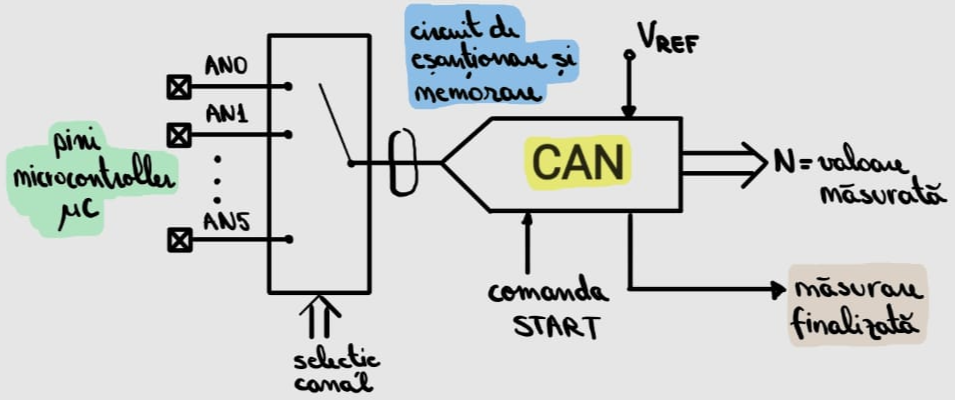 AN0
AN1
AN5
pini
microcontroller
µC
selectie
canal
circuit de
eșantionare și
memorare
VREF
CAN
comanda
START
N = valoare
măsurată
măsurare
finalizată